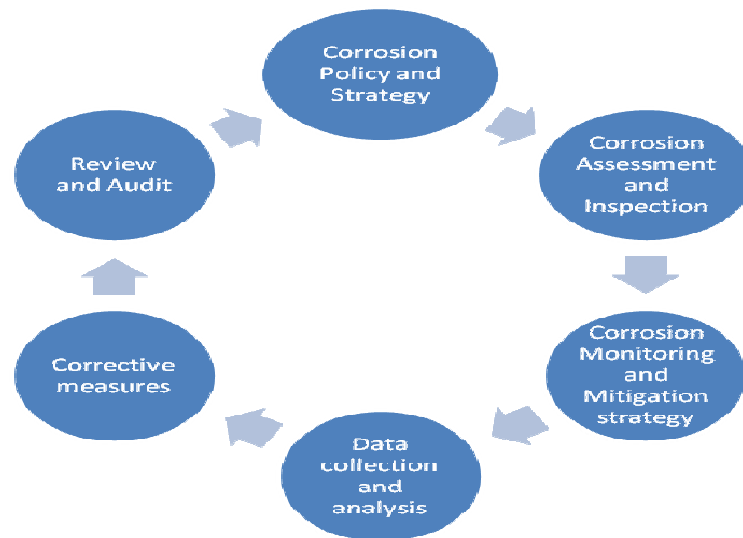 Corrosion
Policy and
Strategy
Corrosion
Assessment
and
Inspection
Corrosion
Monitoring
and
Mitigation
strategy
Data
collection
and
analysis
Corrective
measures
Review
and Audit